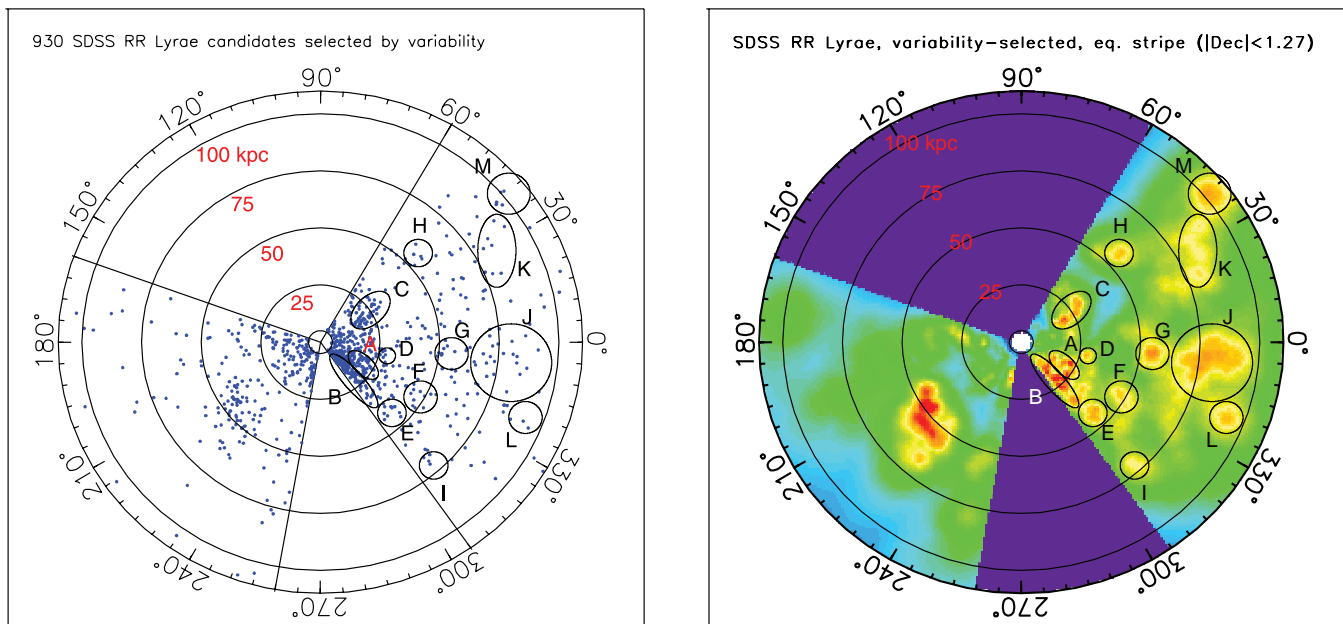 930 SDSS RR Lyrae candidates selected by variability
90°
120°
60°
100 kpc
M
150°
75
30°
H
50
K
C
25
J
180°
A
D
G
0°
F
B
E
L
I
210°
330°
240°
300°
270°
SDSS RR Lyrae, variability-selected, eq. stripe (|Dec|<1.27)
90°
120°
60°
100 kpc
M
150°
75
30°
H
50
K
C
25
J
180°
A
D
G
0°
F
B
E
L
I
210°
330°
240°
300°
270°